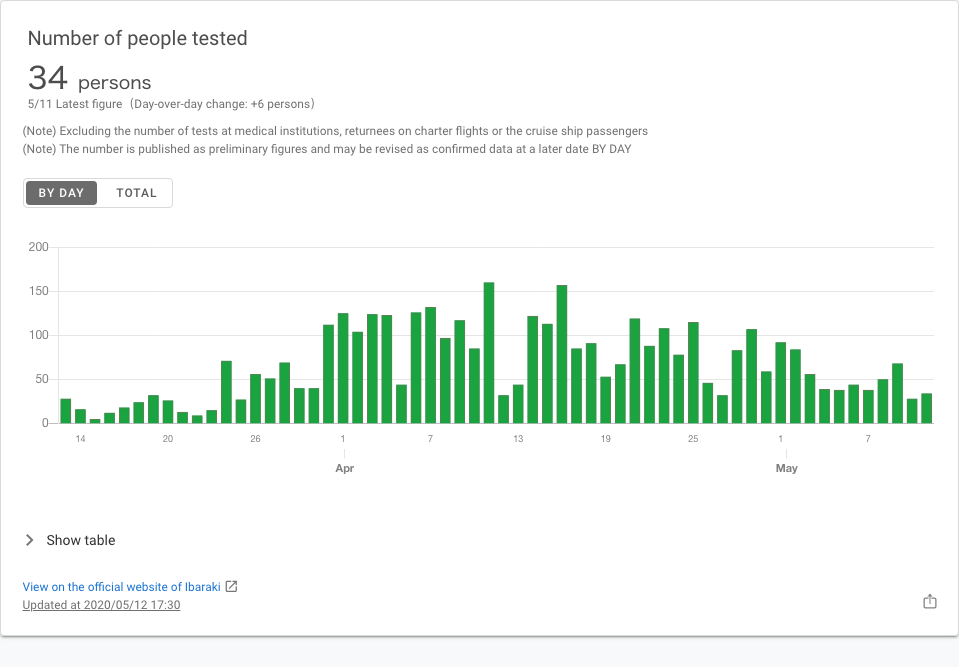 Number of people tested
34 persons
5/11 Latest figure (Day-over-day change: +6 persons)
(Note) Excluding the number of tests at medical institutions, returnees on charter flights or the cruise ship passengers
(Note) The number is published as preliminary figures and may be revised as confirmed data at a later date BY DAY
BY DAY TOTAL
200
150
100
50
0
14 20 26 1 7 13 19 25 1 7
Apr May
Show table
View on the official website of Ibaraki
Updated at 2020/05/12 17:30